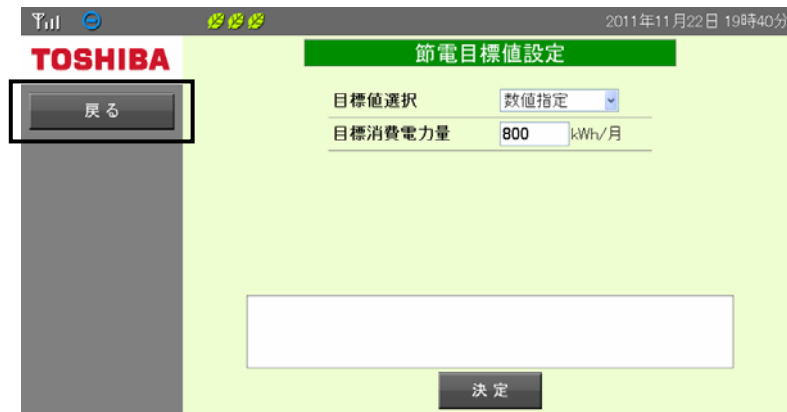 2011年11月22日 19時40分
TOSHIBA
節電目標値設定
戻る
目標値選択 数値指定
目標消費電力量 800 kWh/月
決定